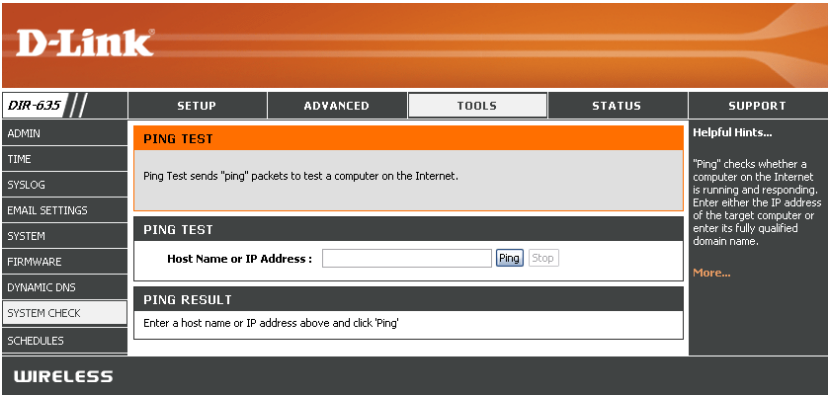 D-Link
DIR-635
SETUP
ADVANCED
TOOLS
STATUS
SUPPORT
ADMIN
TIME
SYSLOG
EMAIL SETTINGS
SYSTEM
FIRMWARE
DYNAMIC DNS
SYSTEM CHECK
SCHEDULES
PING TEST
Ping Test sends "ping" packets to test a computer on the Internet.
PING TEST
Host Name or IP Address :
Ping
Stop
PING RESULT
Enter a host name or IP address above and click 'Ping'
Helpful Hints...
"Ping" checks whether a
computer on the Internet
is running and responding.
Enter either the IP address
of the target computer or
enter its fully qualified
domain name.
More...
WIRELESS